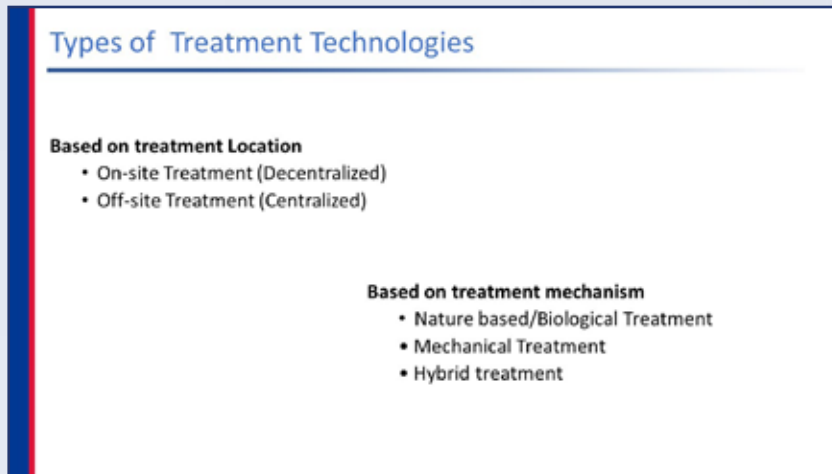 Types of Treatment Technologies
Based on treatment Location
• On-site Treatment (Decentralized)
• Off-site Treatment (Centralized)
Based on treatment mechanism
• Nature based/Biological Treatment
• Mechanical Treatment
• Hybrid treatment